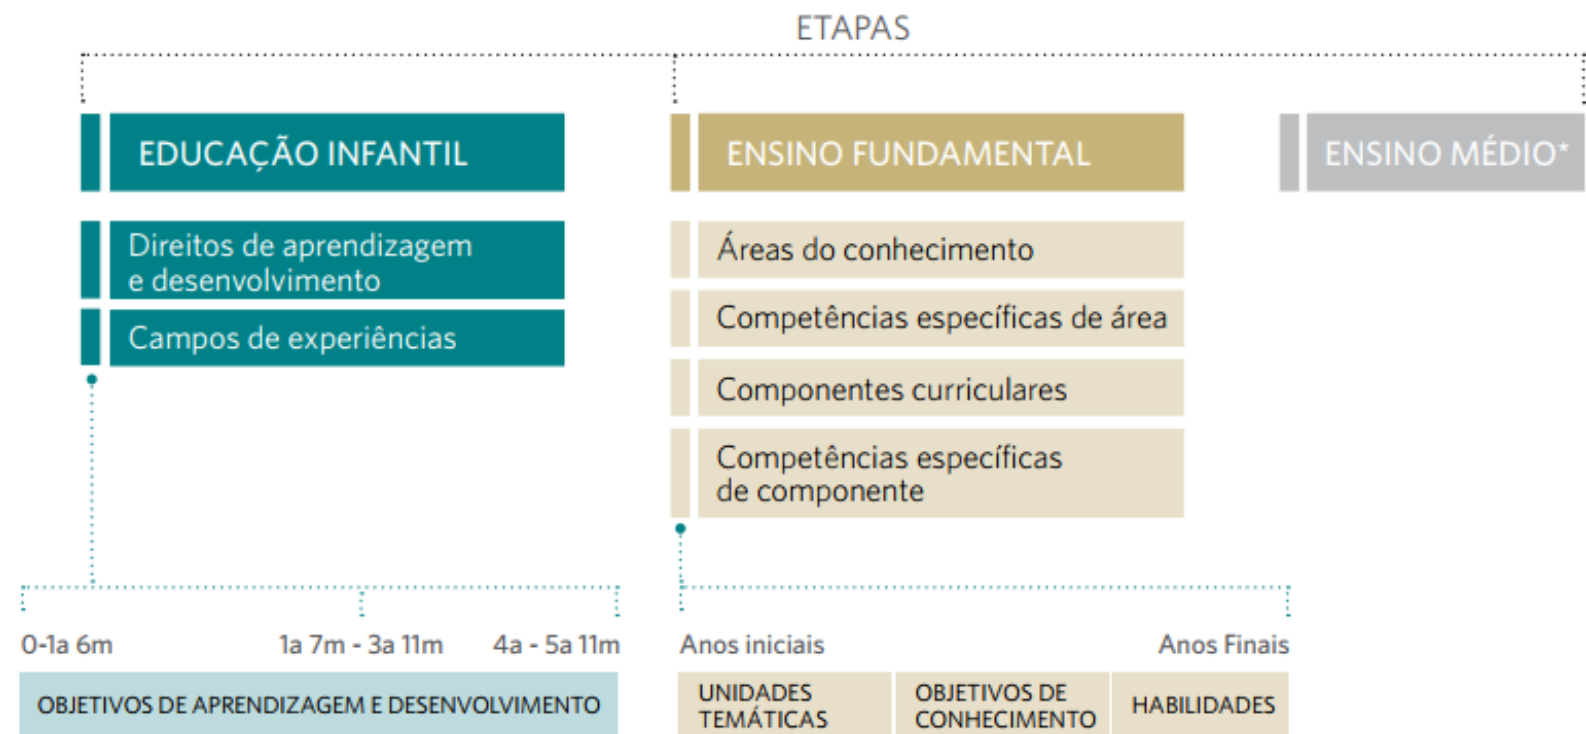 ETAPAS
EDUCAÇÃO INFANTIL
Direitos de aprendizagem
e desenvolvimento
Campos de experiências
0-1a 6m
1a 7m - 3a 11m
4a - 5a 11m
OBJETIVOS DE APRENDIZAGEM E DESENVOLVIMENTO
ENSINO FUNDAMENTAL
Áreas do conhecimento
Competências específicas de área
Componentes curriculares
Competências específicas
de componente
Anos iniciais
Anos Finais
UNIDADES
TEMÁTICAS
OBJETIVOS DE
CONHECIMENTO
HABILIDADES
ENSINO MÉDIO*